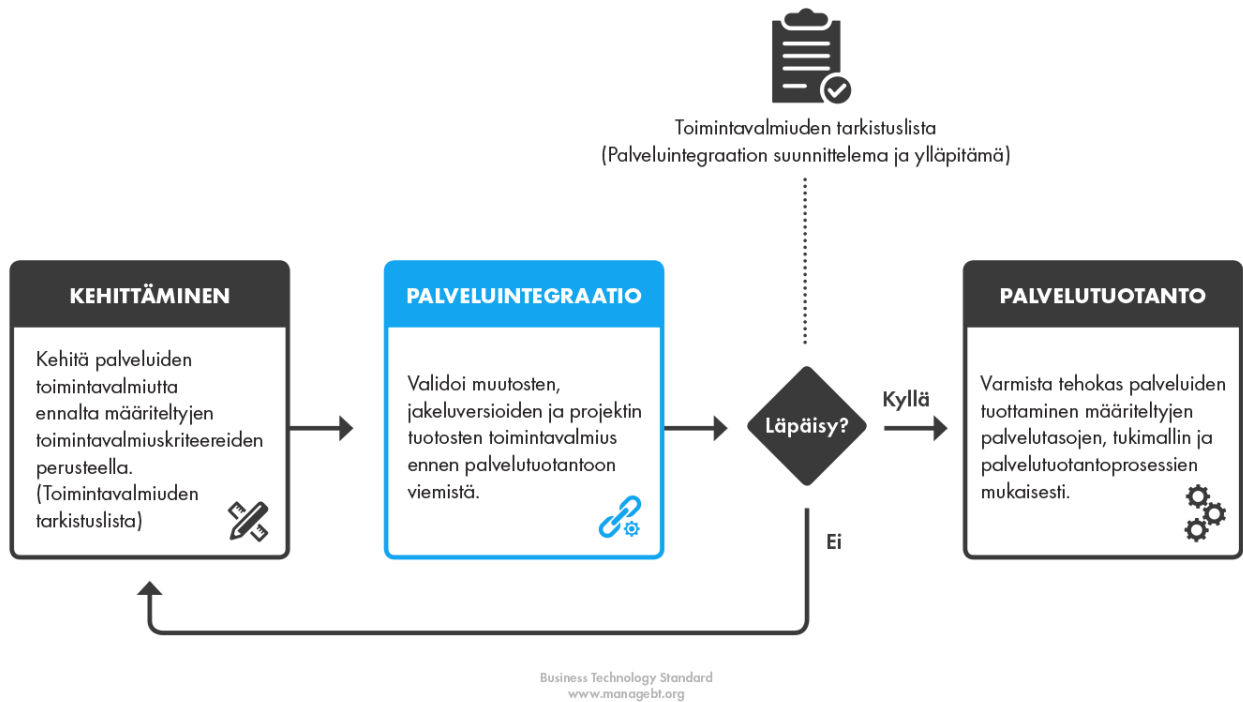 Toimintavalmiuden tarkistuslista
(Palveluintegraation suunnittelema ja ylläpitämä)
KEHITTÄMINEN
Kehitä palveluiden
toimintavalmiutta
ennalta määriteltyjen
toimintavalmiuskriteereiden
perusteella.
(Toimintavalmiuden
tarkistuslista)
PALVELUINTEGRAATIO
Validoi muutosten,
jakeluversioiden ja projektin
tuotosten toimintavalmius
ennen palvelutuotantoon
viemistä.
Läpäisy?
Kyllä
Ei
PALVELUTUOTANTO
Varmista tehokas palveluiden
tuottaminen määriteltyjen
palvelutasojen, tukimallin ja
palvelutuotantoprosessien
mukaisesti.
Business Technology Standard
www.managebt.org